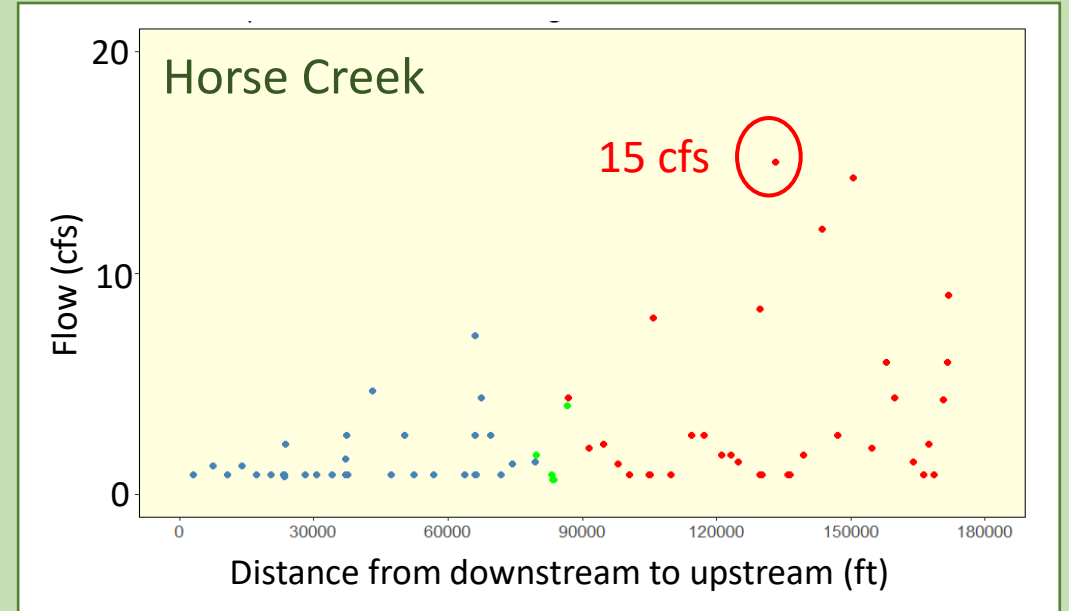 20
Horse Creek
15 cfs
Flow (cfs)
10
0
0 30000 60000 90000 120000 150000 180000
Distance from downstream to upstream (ft)